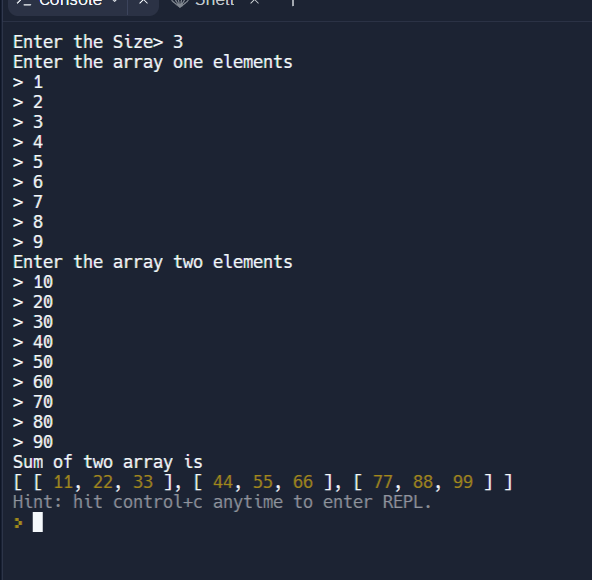 Console Shell
Enter the Size> 3
Enter the array one elements
> 1
> 2
> 3
> 4
> 5
> 6
> 7
> 8
> 9
Enter the array two elements
> 10
> 20
> 30
> 40
> 50
> 60
> 70
> 80
> 90
Sum of two array is
[ [ 11, 22, 33 ], [ 44, 55, 66 ], [ 77, 88, 99 ] ]
Hint: hit control+c anytime to enter REPL.
>